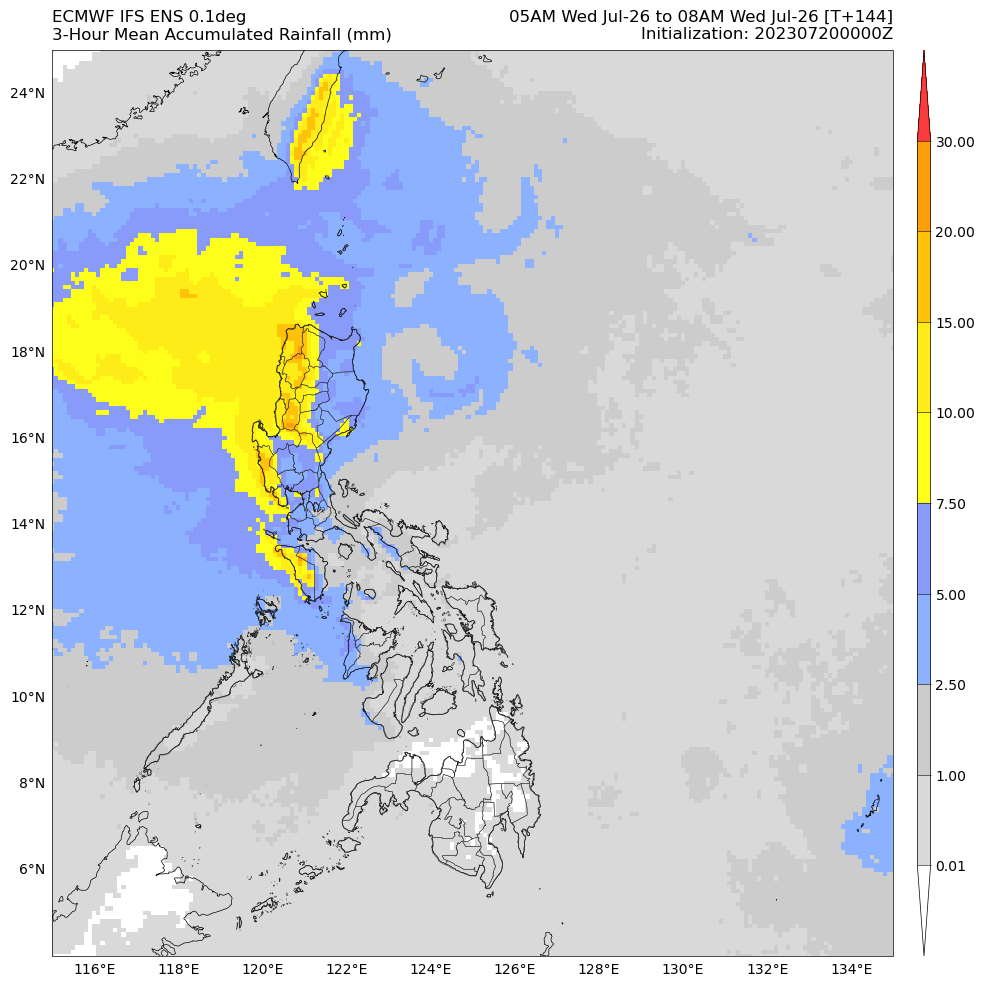 ECMWF IFS ENS 0.1deg
05AM Wed Jul-26 to 08AM Wed Jul-26 [T+144]
3-Hour Mean Accumulated Rainfall (mm)
Initialization: 202307200000Z
24°N
22°N
20°N
18°N
16°N
14°N
12°N
10°N
8°N
6°N
116°E
118°E
120°E
122°E
124°E
126°E
128°E
130°E
132°E
134°E
30.00
20.00
15.00
10.00
7.50
5.00
2.50
1.00
0.01